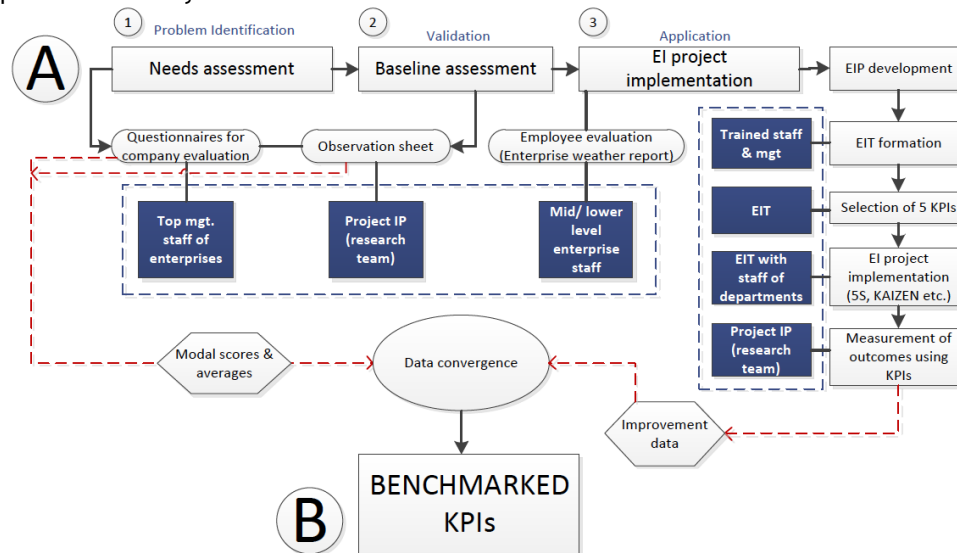 1
Problem Identification
2
Validation
3
Application
A
Needs assessment
Baseline assessment
EI project
implementation
EIP development
Questionnaires for
company evaluation
Observation sheet
Employee evaluation
(Enterprise weather report)
Trained staff
& mgt
EIT formation
Top mgt.
staff of
enterprises
Project IP
(research
team)
Mid/ lower
level
enterprise
staff
EIT
Selection of 5 KPIs
EIT with
staff of
departments
EI project
implementation
(5S, KAIZEN etc.)
Project IP
(research
team)
Measurement of
outcomes using
KPIs
Modal scores &
averages
Data convergence
Improvement
data
B
BENCHMARKED
KPIs